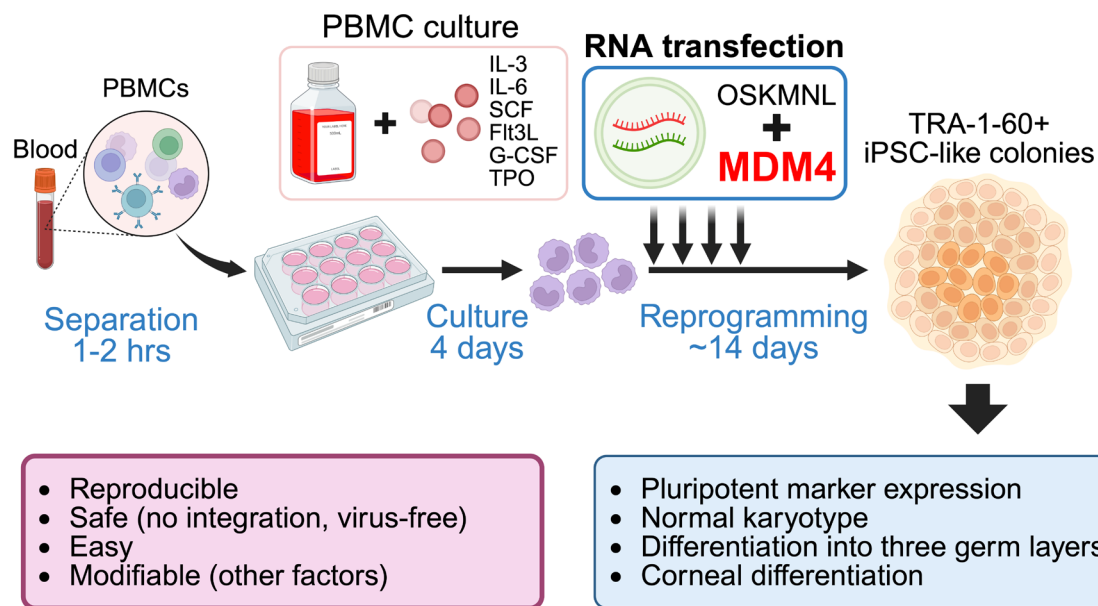 PBMC culture
IL-3
IL-6
SCF
Flt3L
G-CSF
TPO
RNA transfection
OSKMNL
+
MDM4
PBMCs
Blood
TRA-1-60+
iPSC-like colonies
Separation
1-2 hrs
Culture
4 days
Reprogramming
~14 days
• Reproducible
• Safe (no integration, virus-free)
• Easy
• Modifiable (other factors)
• Pluripotent marker expression
• Normal karyotype
• Differentiation into three germ layers
• Corneal differentiation